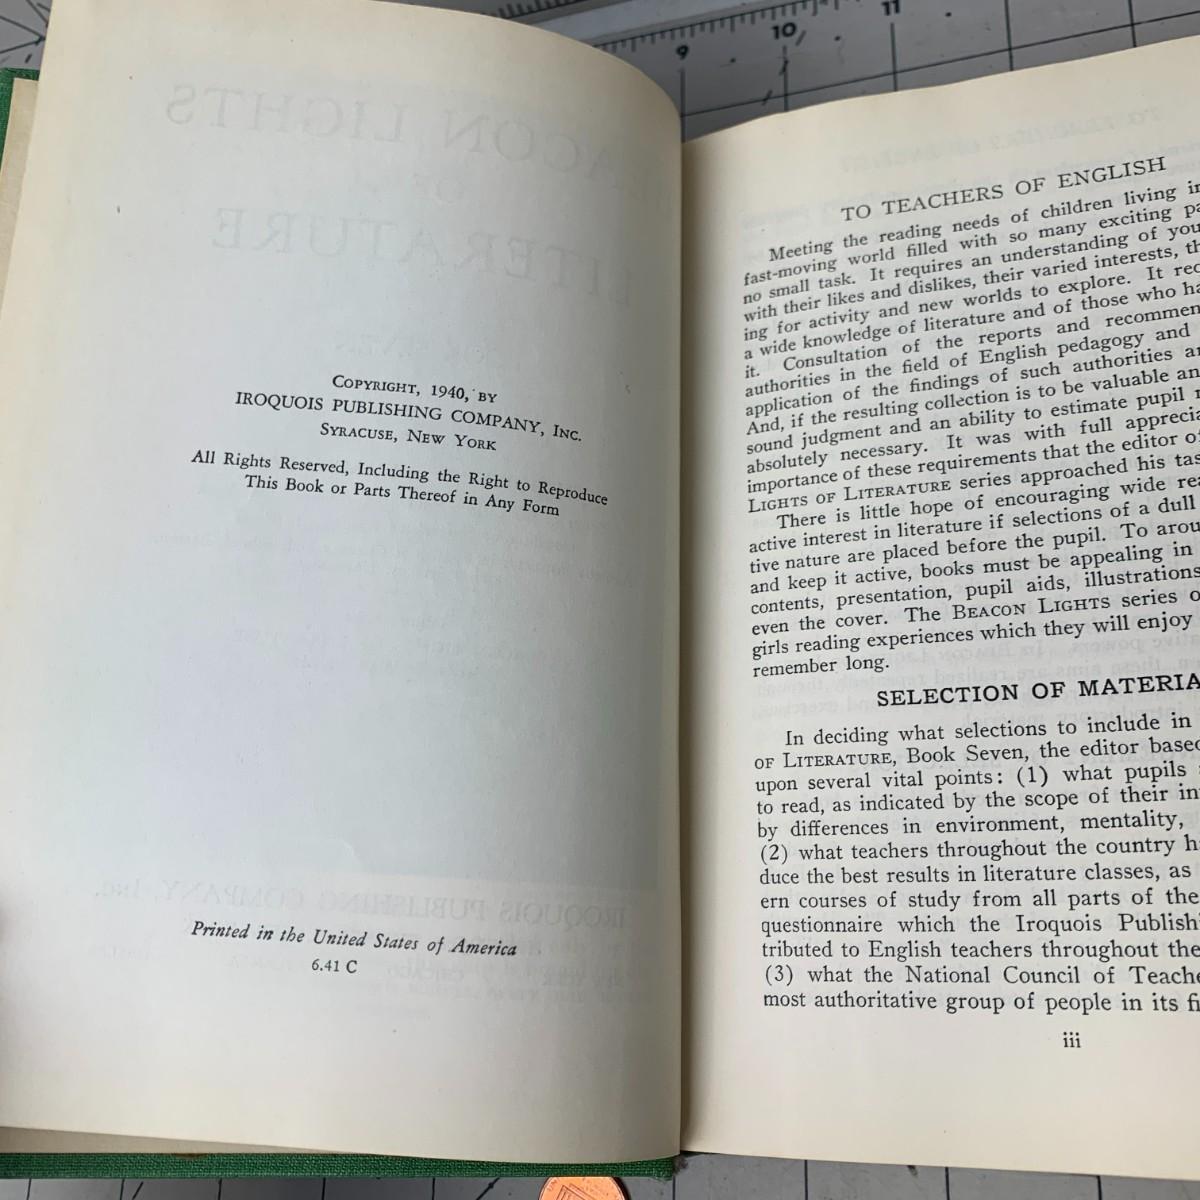 9
10
11
COPYRIGHT, 1940, BY
IROQUOIS PUBLISHING COMPANY, INC.
SYRACUSE, NEW YORK
All Rights Reserved, Including the Right to Reproduce
This Book or Parts Thereof in Any Form
Printed in the United States of America
6.41 C
TO TEACHERS OF ENGLISH
Meeting the reading needs of children living
fast-moving world filled with so many exciting
no small task. It requires an understanding of
with their likes and dislikes, their varied interests,
ing for activity and new worlds to explore. It
a wide knowledge of literature and of those who
it. Consultation of the reports and
authorities in the field of English pedagogy and
application of the findings of such authorities
And, if the resulting collection is to be valuable
sound judgment and an ability to estimate pupil
absolutely necessary. It was with full
importance of these requirements that the editor
LIGHTS OF LITERATURE series approached his
There is little hope of encouraging wide
active interest in literature if selections of a dull
tive nature are placed before the pupil. To
and keep it active, books must be appealing in
contents, presentation, pupil aids, illustrations
even the cover. The BEACON LIGHTS series
girls reading experiences which they will enjoy
remember long.
SELECTION OF MATERIA
In deciding what selections to include in
OF LITERATURE, Book Seven, the editor based
upon several vital points: (1) what pupils
to read, as indicated by the scope of their
by differences in environment, mentality,
(2) what teachers throughout the country
duce the best results in literature classes, as
ern courses of study from all parts of the
questionnaire which the Iroquois Publishi
tributed to English teachers throughout the
(3) what the National Council of Teache
most authoritative group of people in its
iii